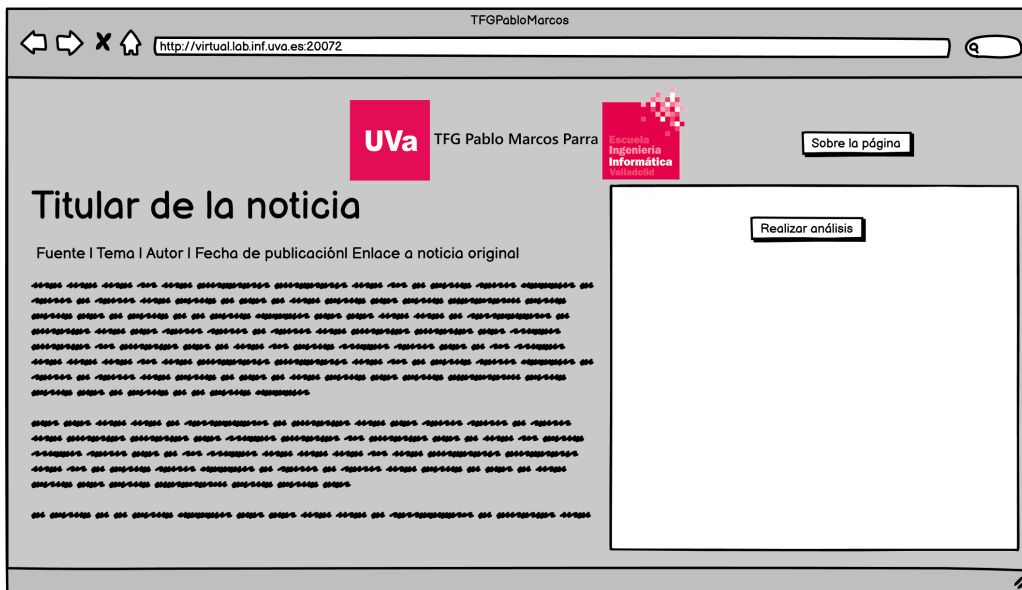 TFGPabloMarcos
http://virtual.lab.inf.uva.es:20072
UVa
TFG Pablo Marcos Parra
Escuela
Ingeniería
Informática
Valladolid
Sobre la página
Titular de la noticia
Fuente | Tema | Autor | Fecha de publicación| Enlace a noticia original
Realizar análisis